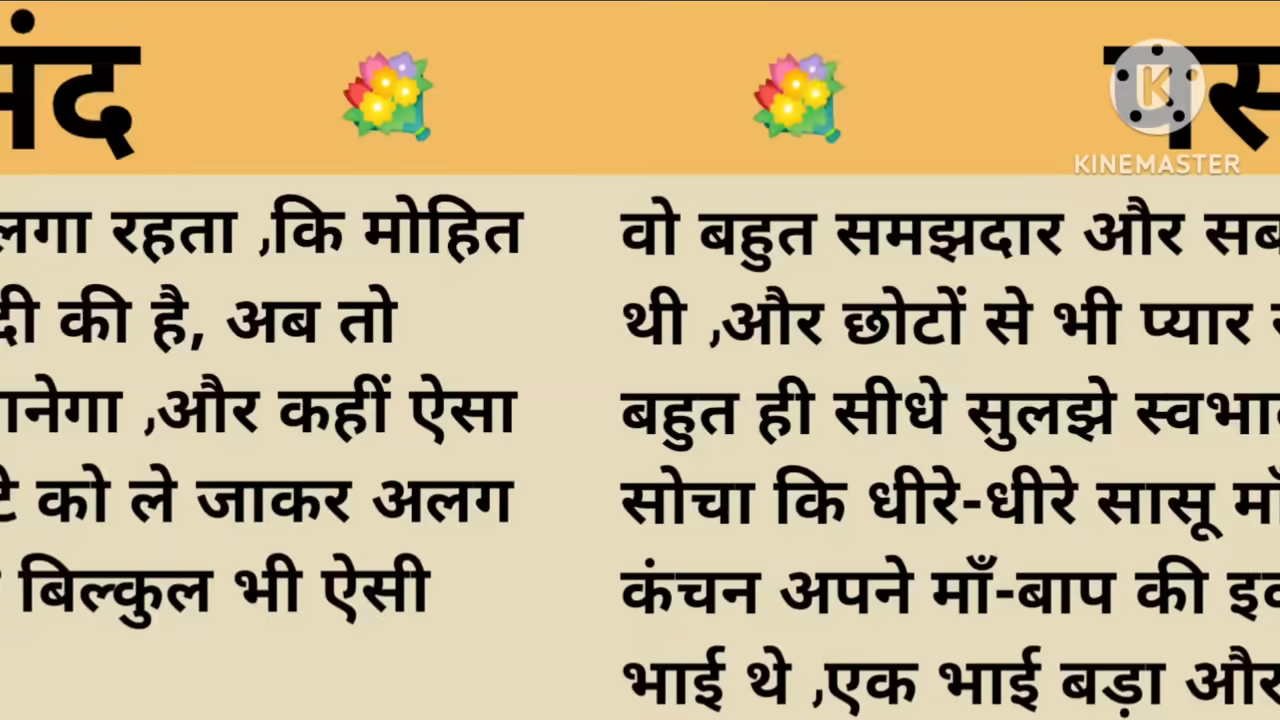 लगा रहता ,कि मोहित
की है, अब तो
,और कहीं ऐसा
को ले जाकर अलग
बिल्कुल भी ऐसी
वो बहुत समझदार और
थी ,और छोटों से भी प्यार
बहुत ही सीधे सुलझे
सोचा कि धीरे-धीरे सासू
कंचन अपने माँ-बाप की
भाई थे ,एक भाई बड़ा और
KINEMASTER